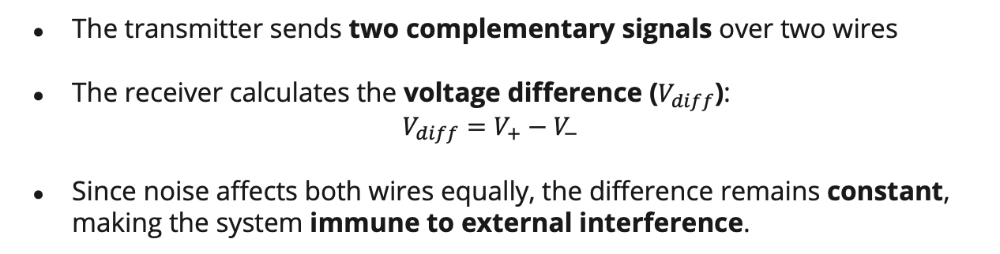 • The transmitter sends two complementary signals over two wires
• The receiver calculates the voltage difference (V_{diff}):
V_{diff} = V_+ − V_−
• Since noise affects both wires equally, the difference remains constant,
making the system immune to external interference.